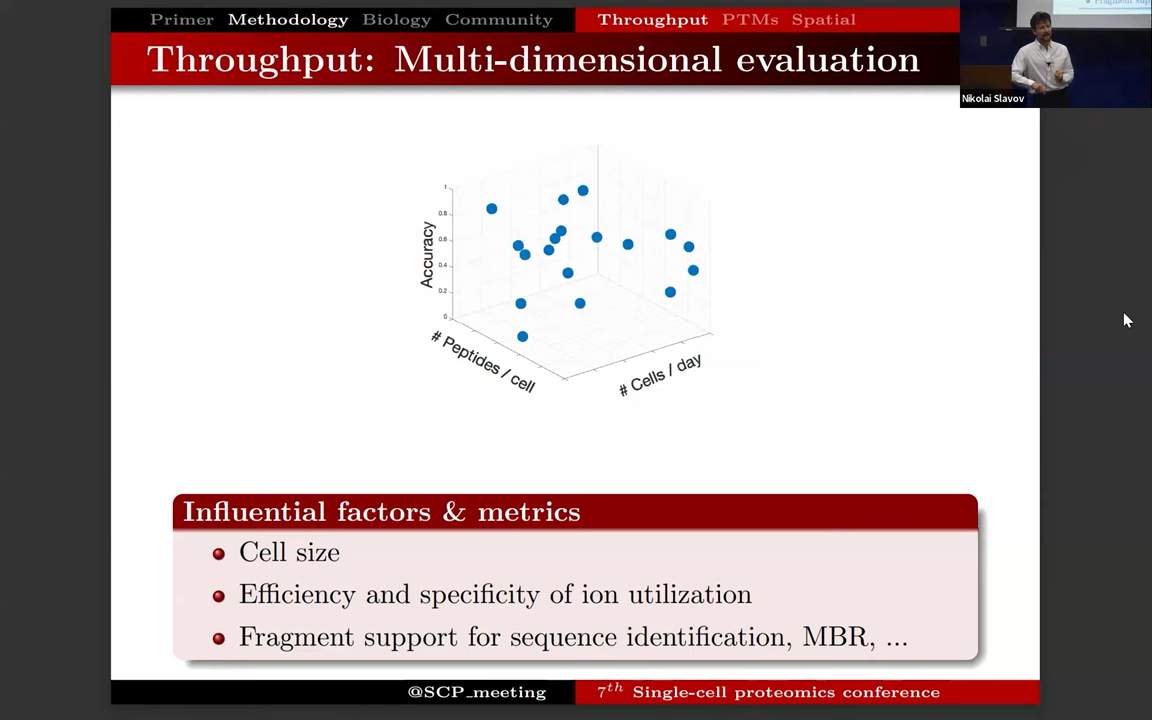 Primer Methodology Biology Community Throughput PTMs Spatial
Throughput: Multi-dimensional evaluation
Fragment sup
Nikolai Slavov
1
0.8
0.6
0.4
0.2
0
Accuracy
# Peptides / cell
# Cells / day
Influential factors & metrics
Cell size
Efficiency and specificity of ion utilization
Fragment support for sequence identification, MBR, ...
@SCP_meeting 7th Single-cell proteomics conference